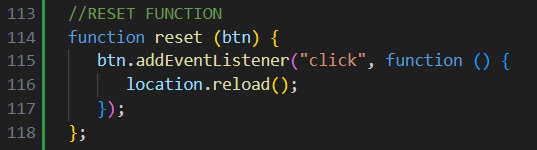 113 //RESET FUNCTION
114 function reset (btn) {
115 btn.addEventListener("click", function () {
116 location.reload();
117 });
118 };